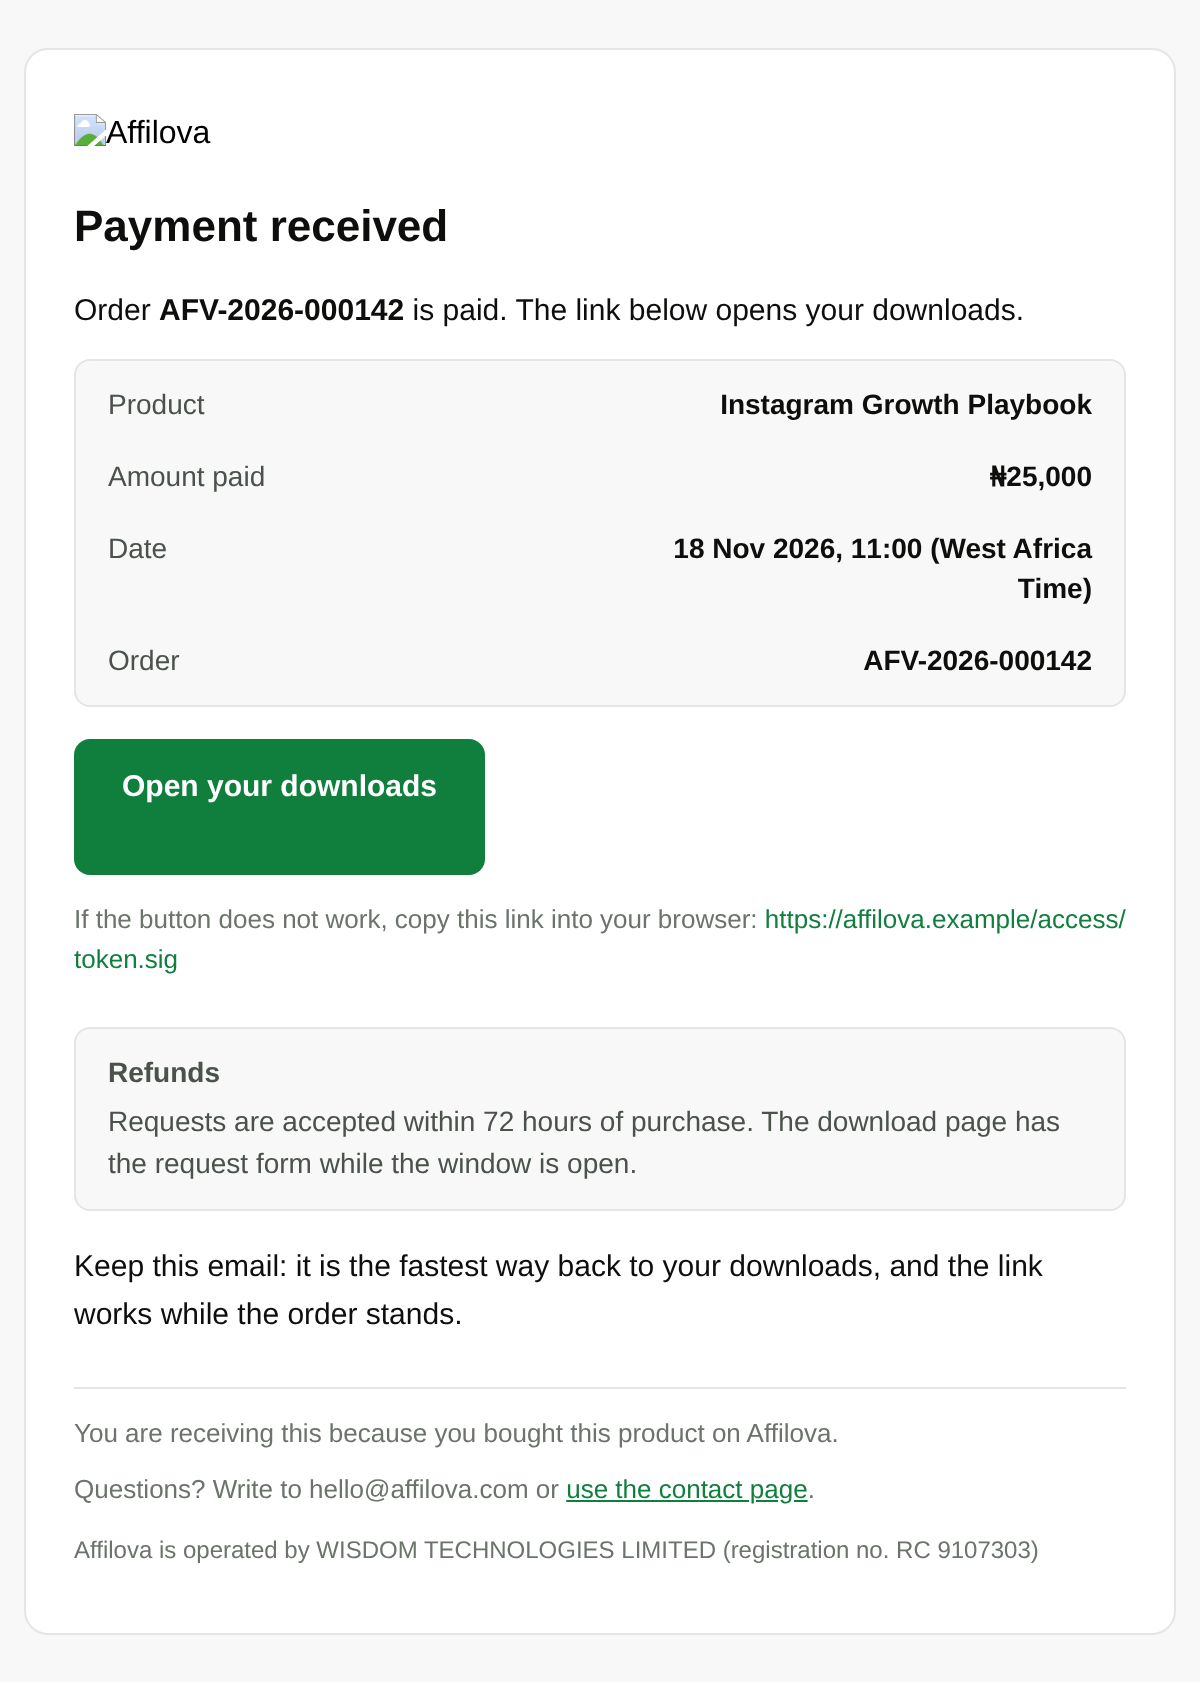 Affilova
Payment received
Order AFV-2026-000142 is paid. The link below opens your downloads.
Product
Instagram Growth Playbook
Amount paid
₦25,000
Date
18 Nov 2026, 11:00 (West Africa
Time)
Order
AFV-2026-000142
Open your downloads
If the button does not work, copy this link into your browser: https://affilova.example/access/
token.sig
Refunds
Requests are accepted within 72 hours of purchase. The download page has
the request form while the window is open.
Keep this email: it is the fastest way back to your downloads, and the link
works while the order stands.
You are receiving this because you bought this product on Affilova.
Questions? Write to hello@affilova.com or use the contact page.
Affilova is operated by WISDOM TECHNOLOGIES LIMITED (registration no. RC 9107303)